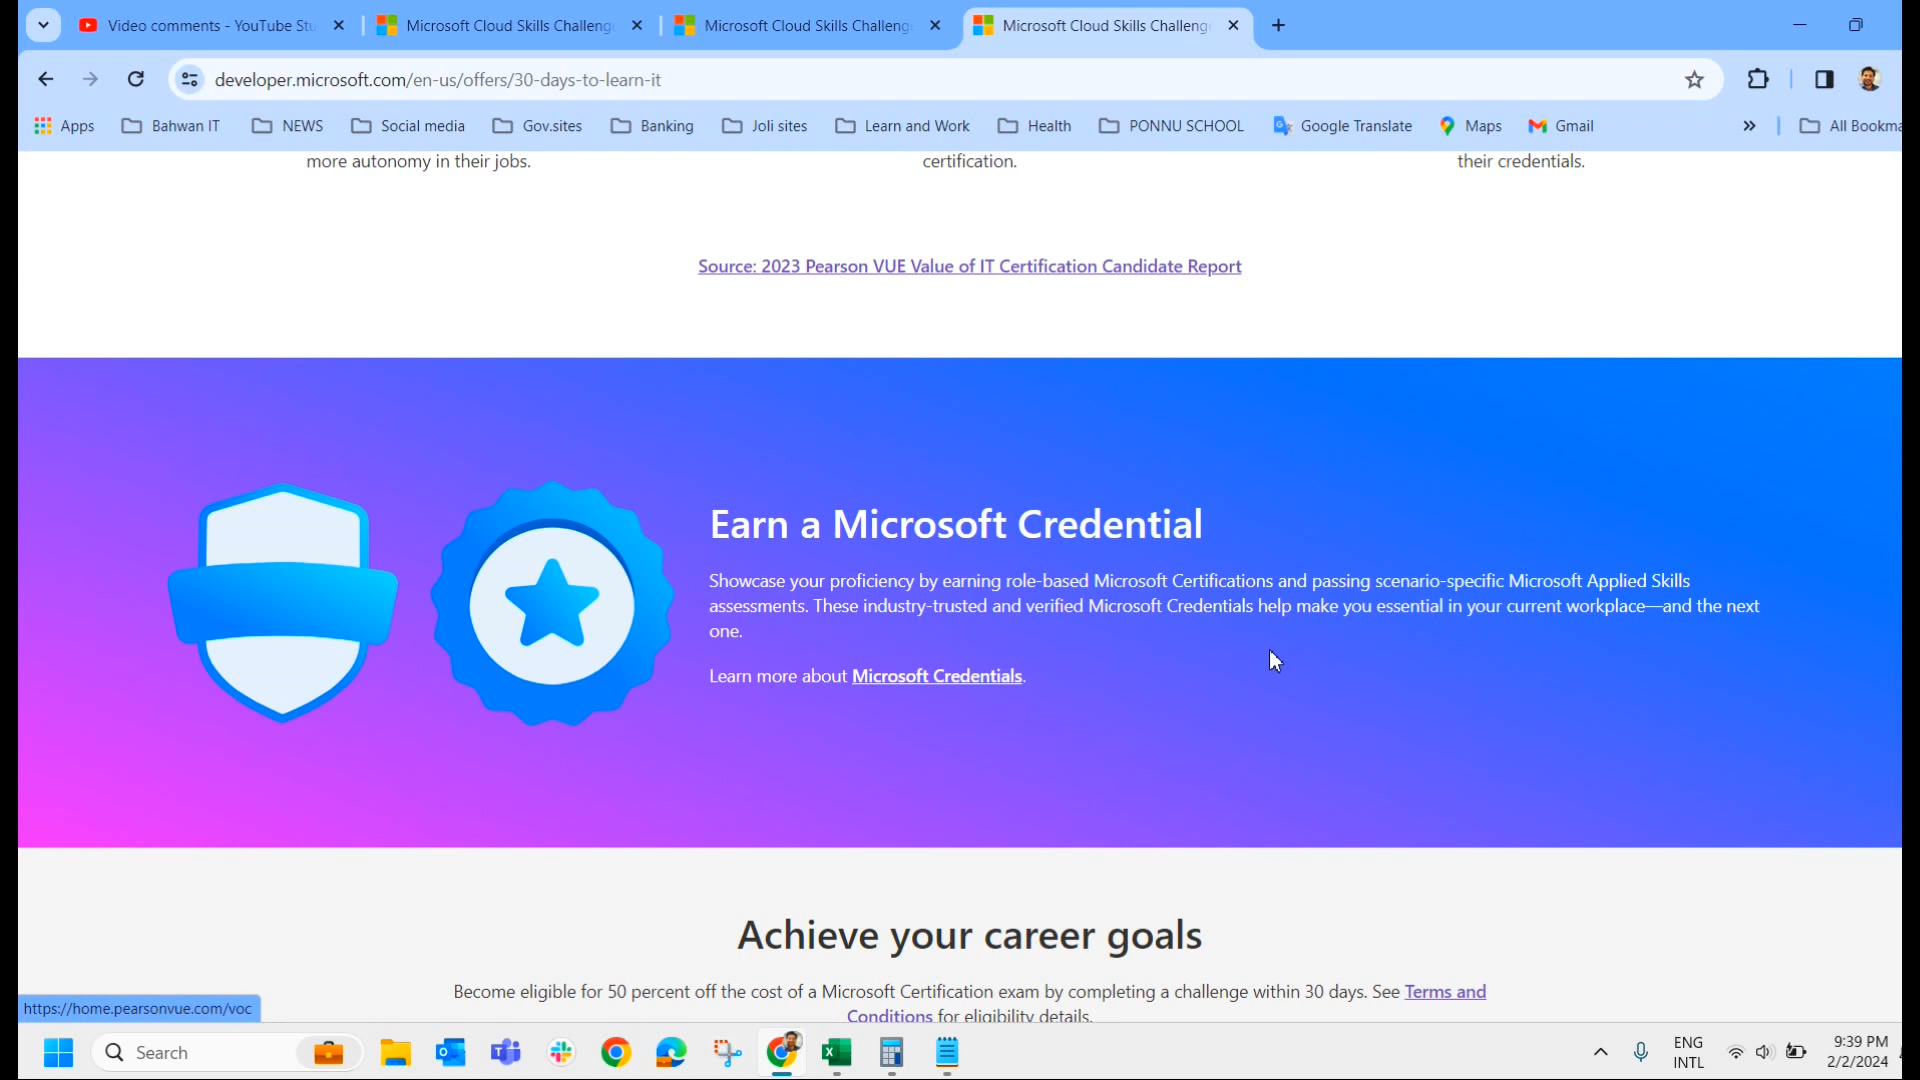 Video comments - YouTube Stu
Microsoft Cloud Skills Challeng
Microsoft Cloud Skills Challenge
Microsoft Cloud Skills Challeng
developer.microsoft.com/en-us/offers/30-days-to-learn-it
Apps
Bahwan IT
NEWS
Social media
Gov.sites
Banking
Joli sites
Learn and Work
Health
PONNU SCHOOL
Google Translate
Maps
Gmail
»
All Bookma
more autonomy in their jobs.
certification.
their credentials.
Source: 2023 Pearson VUE Value of IT Certification Candidate Report
Earn a Microsoft Credential
Showcase your proficiency by earning role-based Microsoft Certifications and passing scenario-specific Microsoft Applied Skills
assessments. These industry-trusted and verified Microsoft Credentials help make you essential in your current workplace—and the next
one.
Learn more about Microsoft Credentials.
Achieve your career goals
Become eligible for 50 percent off the cost of a Microsoft Certification exam by completing a challenge within 30 days. See Terms and
Conditions for eligibility details.
https://home.pearsonvue.com/voc
Search
ENG
INTL
9:39 PM
2/2/2024